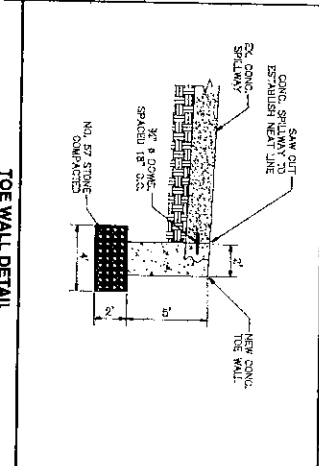 SAW CUT
CONC. SPILLWAY TO
ESTABLISH NEAT LINE
EX. CONC.
SPILLWAY
DOWEL
SPACED 18" O.C.
NO. 57 STONE
COMPACTED
NEW CONC.
TOE WALL
2'
5'
2'
4'
TOE WALL DETAIL